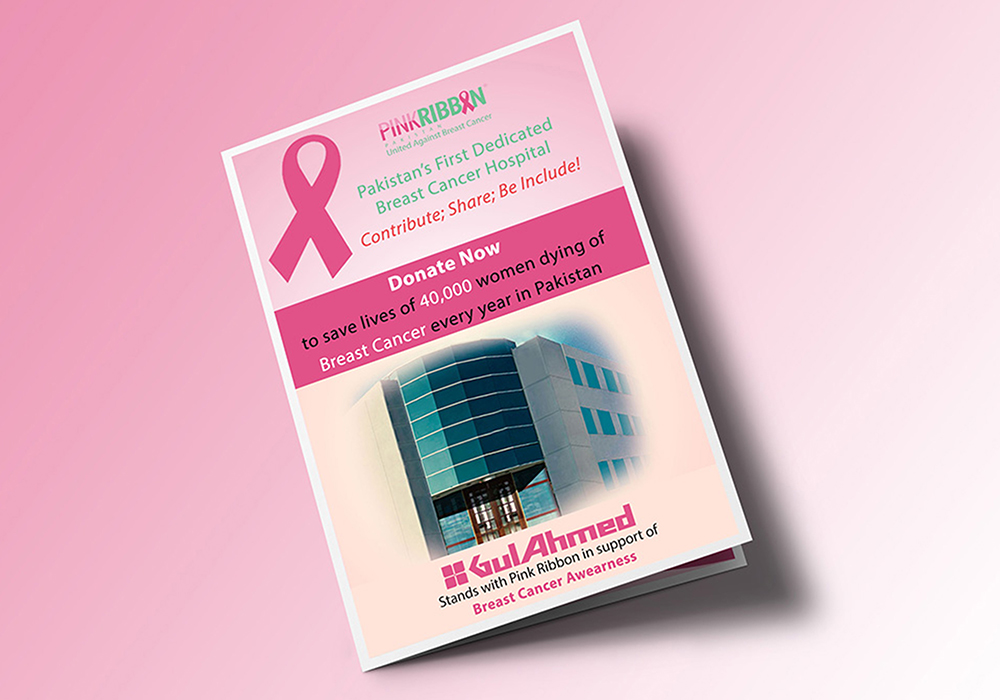 PINKRIBBON
PAKISTAN
United Against Breast Cancer
Pakistan's First Dedicated
Breast Cancer Hospital
Contribute; Share; Be Include!
Donate Now
to save lives of 40,000 women dying of
Breast Cancer every year in Pakistan
GulAhmed
Stands with Pink Ribbon in support of
Breast Cancer Awearness